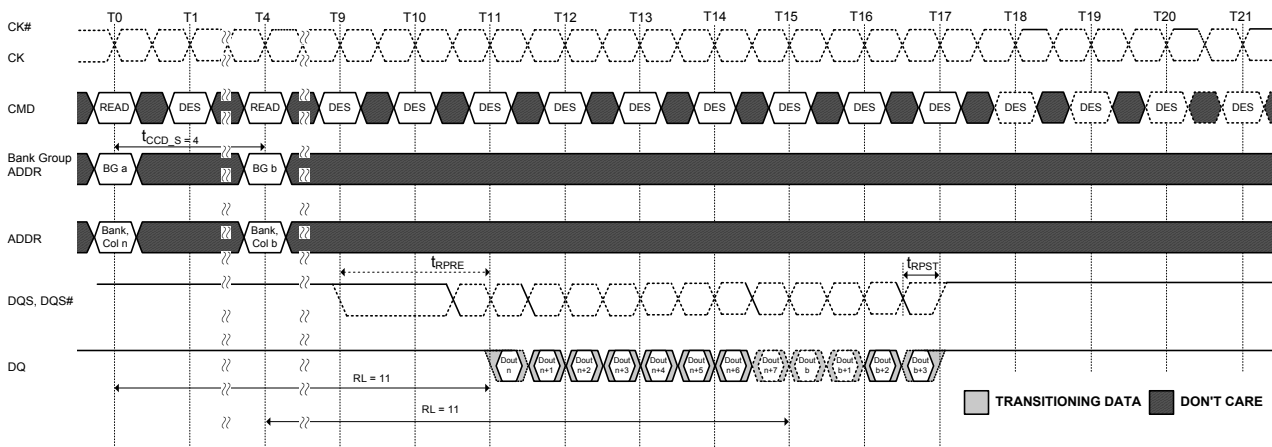 T0 T1 T4 T9 T10 T11 T12 T13 T14 T15 T16 T17 T18 T19 T20 T21
CK#
CK
CMD READ DES READ DES DES DES DES DES DES DES DES DES DES DES DES DES
tCCD_S = 4
Bank Group
ADDR
BG a BG b
ADDR
Bank, Col n
Bank, Col b
tRPRE tRPST
DQS, DQS#
DQ
Dout n
Dout n+1
Dout n+2
Dout n+3
Dout n+4
Dout n+5
Dout n+6
Dout n+7
Dout b
Dout b+1
Dout b+2
Dout b+3
RL = 11
RL = 11
TRANSITIONING DATA DON'T CARE